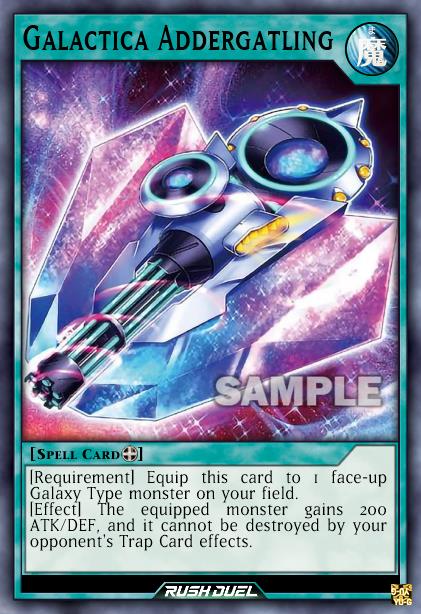 GALACTICA ADDERGATLING
ま
魔
SAMPLE
[SPELL CARD]
[Requirement] Equip this card to 1 face-up
Galaxy Type monster on your field.
[Effect] The equipped monster gains 200
ATK/DEF, and it cannot be destroyed by your
opponent's Trap Card effects.
RUSH DUEL